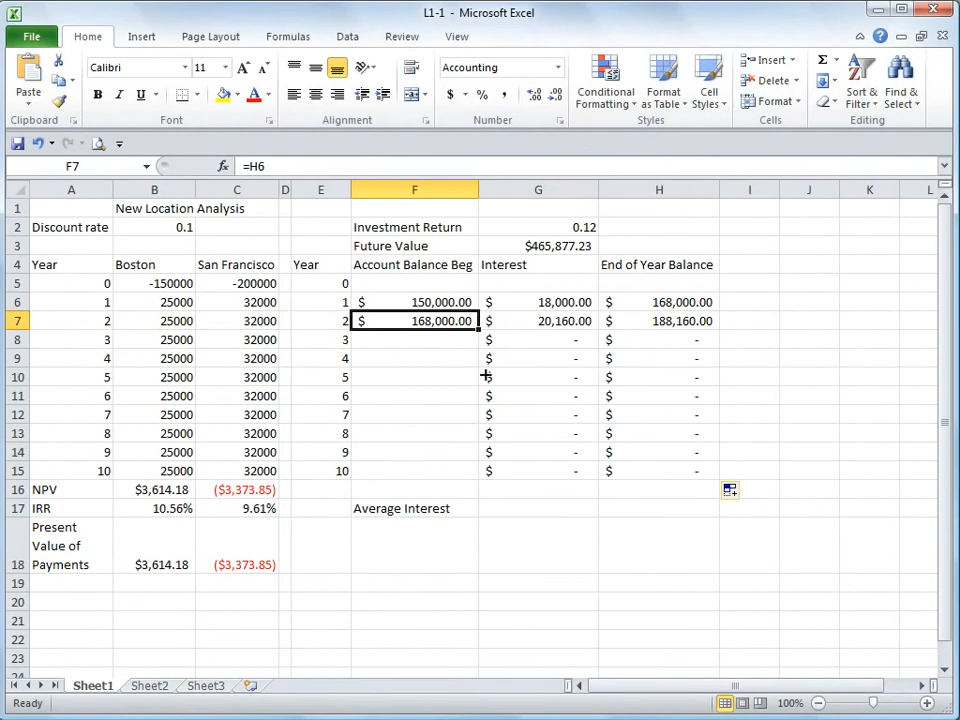 L1-1 - Microsoft Excel
File Home Insert Page Layout Formulas Data Review View
Paste
Calibri 11 A A
B I U A
Accounting
$ % , .0 .00 .00 .0
Conditional Formatting
Format as Table
Cell Styles
Insert
Delete
Format
Σ
Sort & Filter
Find & Select
Clipboard Font Alignment Number Styles Cells Editing
F7 fx =H6
A B C D E F G H I J K L
1 New Location Analysis
2 Discount rate 0.1 Investment Return 0.12
3 Future Value $465,877.23
4 Year Boston San Francisco Year Account Balance Beg Interest End of Year Balance
5 0 -150000 -200000 0
6 1 25000 32000 1 $ 150,000.00 $ 18,000.00 $ 168,000.00
7 2 25000 32000 2 $ 168,000.00 $ 20,160.00 $ 188,160.00
8 3 25000 32000 3 $ - $ -
9 4 25000 32000 4 $ - $ -
10 5 25000 32000 5 $ - $ -
11 6 25000 32000 6 $ - $ -
12 7 25000 32000 7 $ - $ -
13 8 25000 32000 8 $ - $ -
14 9 25000 32000 9 $ - $ -
15 10 25000 32000 10 $ - $ -
16 NPV $3,614.18 ($3,373.85)
17 IRR 10.56% 9.61% Average Interest
Present
Value of
18 Payments $3,614.18 ($3,373.85)
19
20
21
22
23
24
Sheet1 Sheet2 Sheet3
Ready 100%